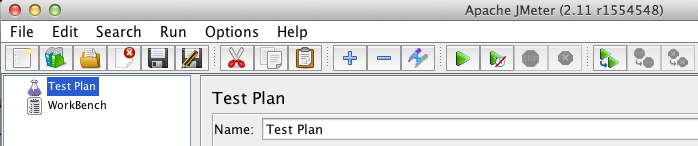 Apache JMeter (2.11 r1554548)
File Edit Search Run Options Help
Test Plan
WorkBench
Test Plan
Name: Test Plan